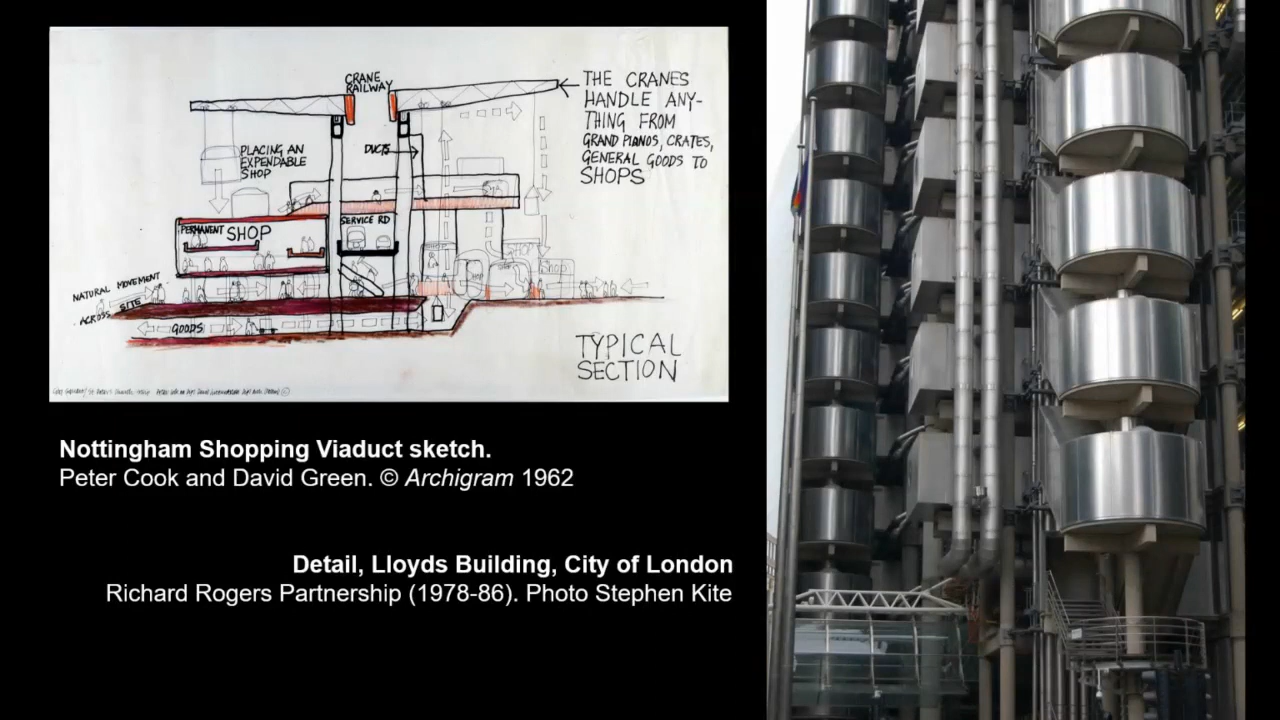 CRANE
RAILWAY
THE CRANES
HANDLE ANY-
THING FROM
GRAND PIANOS, CRATES,
GENERAL GOODS TO
SHOPS
PLACING AN
EXPENDABLE
SHOP
DUCTS
PERMANENT SHOP
SERVICE RD
SHOP
SHOP
Shop
NATURAL MOVEMENT
ACROSS SITE
GOODS
TYPICAL
SECTION
Nottingham Shopping Viaduct sketch.
Peter Cook and David Green. © Archigram 1962
Detail, Lloyds Building, City of London
Richard Rogers Partnership (1978-86). Photo Stephen Kite